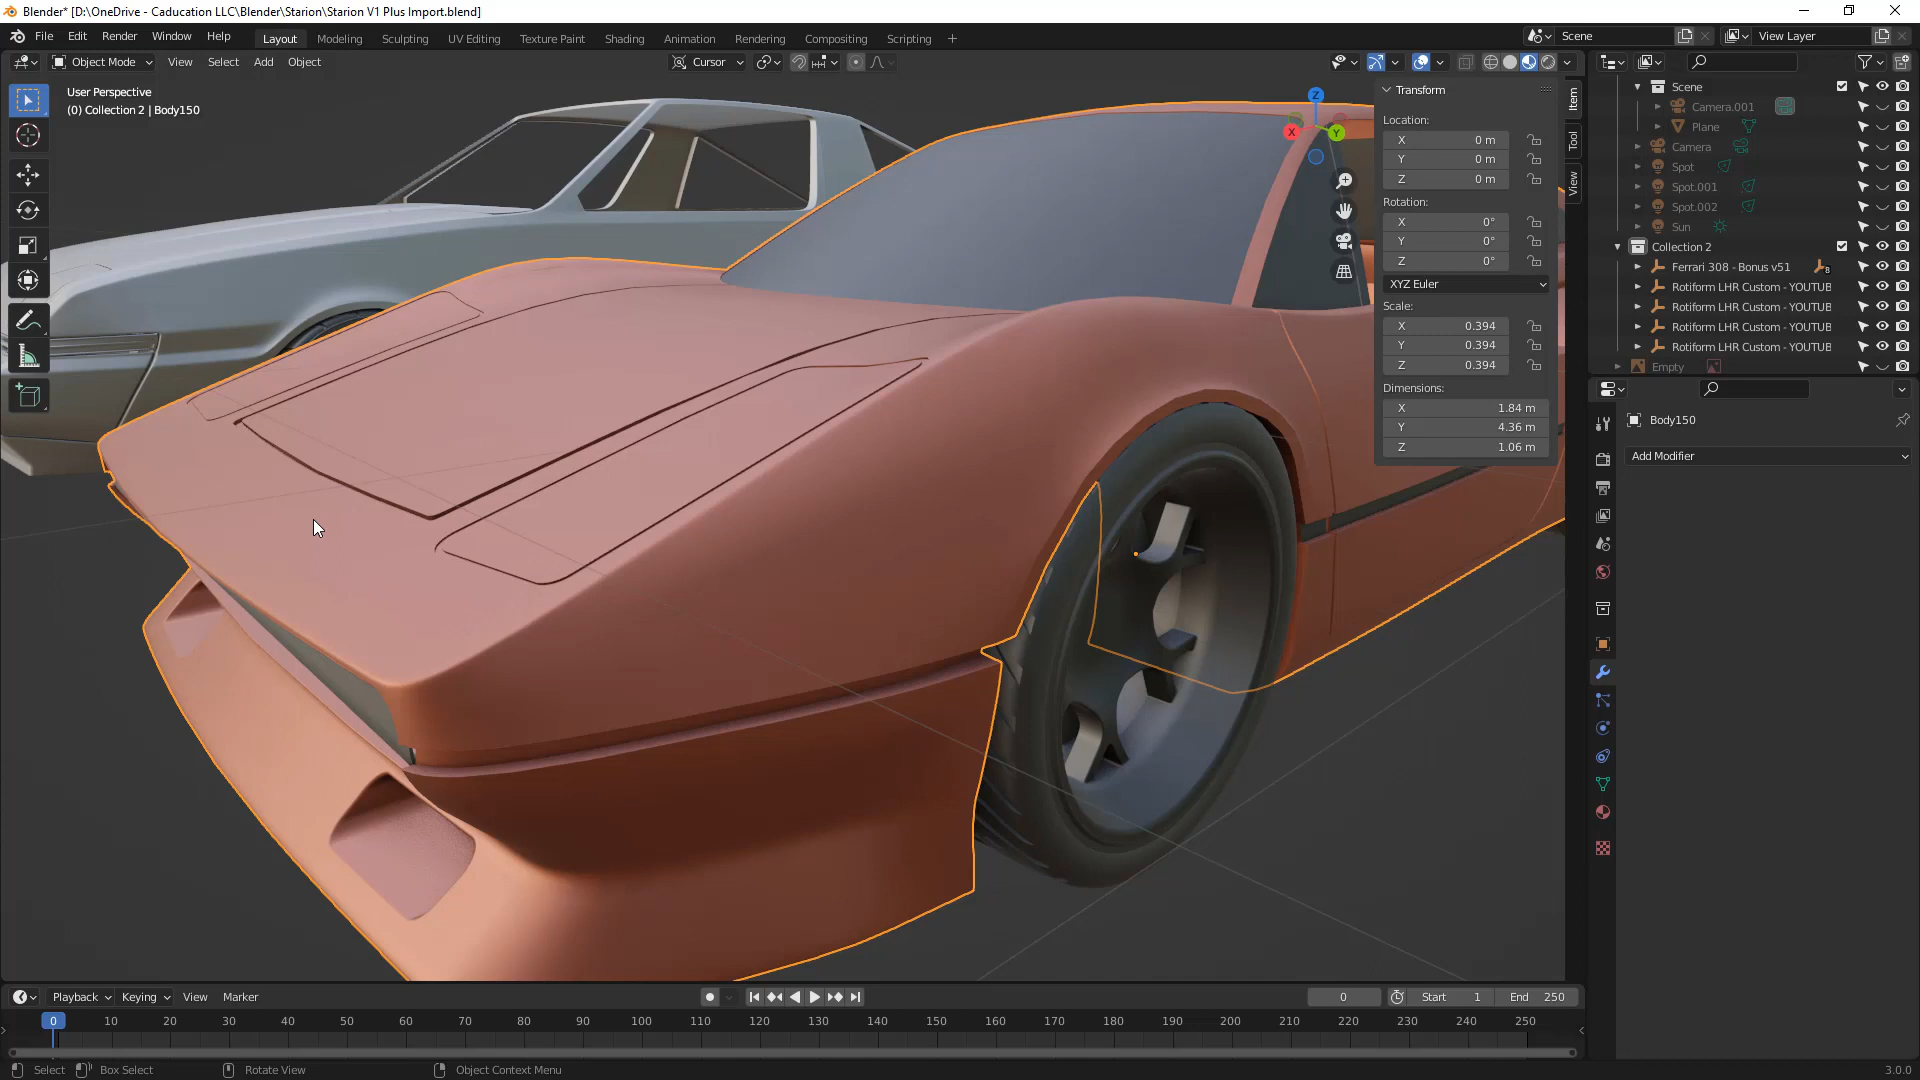 Blender* [D:\OneDrive - Caducation LLC\Blender\Starion\Starion V1 Plus Import.blend]
File Edit Render Window Help Layout Modeling Sculpting UV Editing Texture Paint Shading Animation Rendering Compositing Scripting + Scene View Layer
Object Mode View Select Add Object Cursor
User Perspective
(0) Collection 2 | Body150
Transform
Location:
X 0 m
Y 0 m
Z 0 m
Rotation:
X 0°
Y 0°
Z 0°
XYZ Euler
Scale:
X 0.394
Y 0.394
Z 0.394
Dimensions:
X 1.84 m
Y 4.36 m
Z 1.06 m
Item
Tool
View
Z
X Y
Scene
Camera.001
Plane
Camera
Spot
Spot.001
Spot.002
Sun
Collection 2
Ferrari 308 - Bonus v51 8
Rotiform LHR Custom - YOUTUB
Rotiform LHR Custom - YOUTUB
Rotiform LHR Custom - YOUTUB
Rotiform LHR Custom - YOUTUB
Empty
Body150
Add Modifier
Playback Keying View Marker 0 Start 1 End 250
0 10 20 30 40 50 60 70 80 90 100 110 120 130 140 150 160 170 180 190 200 210 220 230 240 250
Select Box Select Rotate View Object Context Menu 3.0.0